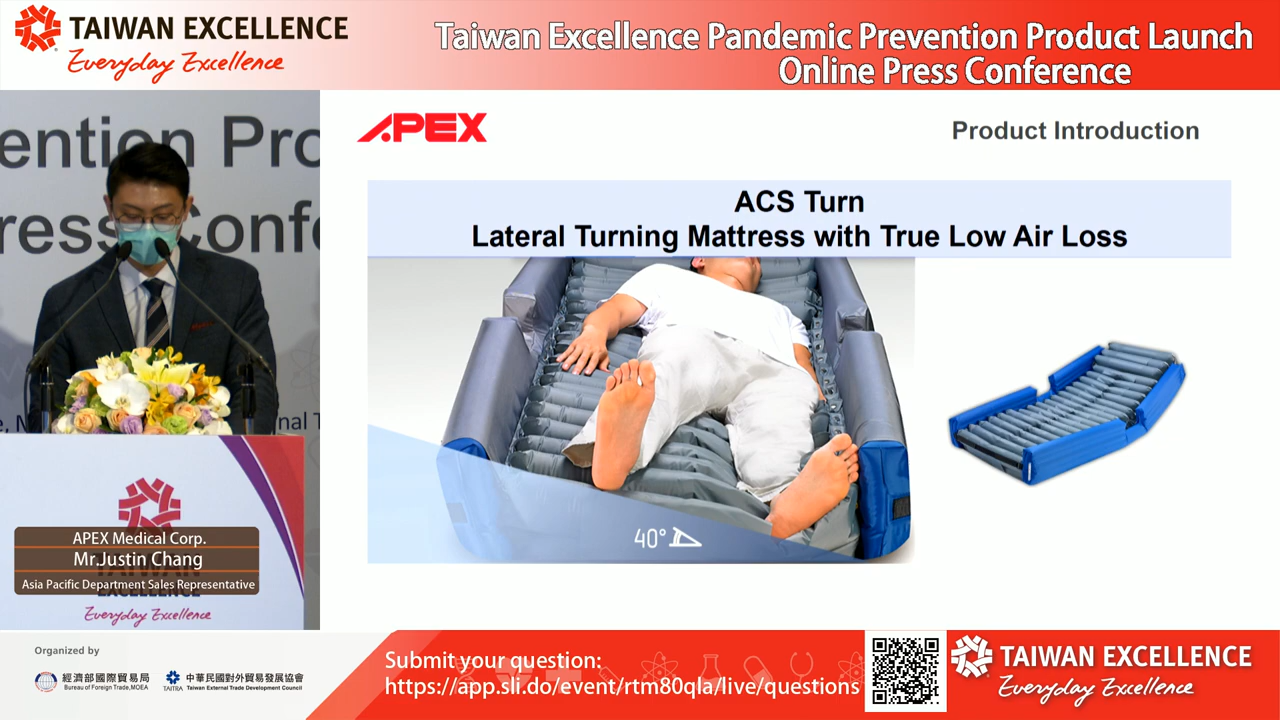 TAIWAN EXCELLENCE
Everyday Excellence
Taiwan Excellence Pandemic Prevention Product Launch
Online Press Conference
ention Pro
ress Conf
nal T
APEX
Product Introduction
ACS Turn
Lateral Turning Mattress with True Low Air Loss
40°
APEX Medical Corp.
Mr.Justin Chang
Asia Pacific Department Sales Representative
EXCELLENCE
Everyday Excellence
Organized by
經濟部國際貿易局
Bureau of Foreign Trade,MOEA
TAITRA
中華民國對外貿易發展協會
Taiwan External Trade Development Council
Submit your question:
https://app.sli.do/event/rtm80qla/live/questions
TAIWAN EXCELLENCE
Everyday Excellence